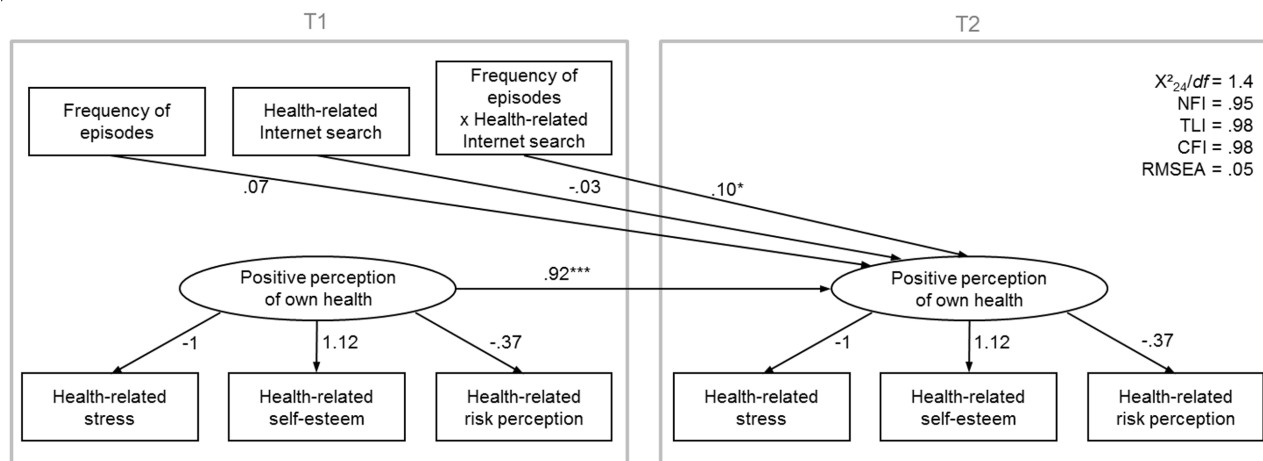 T1
T2
Frequency of
episodes
Health-related
Internet search
Frequency of
episodes
x Health-related
Internet search
X²₂₄/df = 1.4
NFI = .95
TLI = .98
CFI = .98
RMSEA = .05
.07
-.03
.10*
Positive perception
of own health
.92***
Positive perception
of own health
-1
1.12
-.37
-1
1.12
-.37
Health-related
stress
Health-related
self-esteem
Health-related
risk perception
Health-related
stress
Health-related
self-esteem
Health-related
risk perception